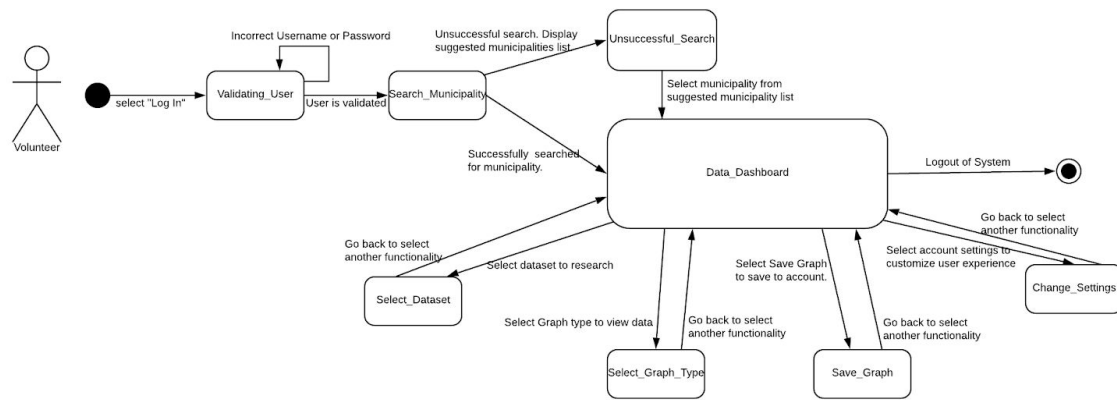 Incorrect Username or Password
Volunteer
select "Log In"
Validating_User
User is validated
Search_Municipality
Unsuccessful search. Display
suggested municipalities list.
Unsuccessful_Search
Select municipality from
suggested municipality list
Successfully searched
for municipality.
Data_Dashboard
Logout of System
Go back to select
another functionality
Select dataset to research
Select_Dataset
Select Graph type to view data
Go back to select
another functionality
Select_Graph_Type
Select Save Graph
to save to account.
Go back to select
another functionality
Save_Graph
Go back to select
another functionality
Select account settings to
customize user experience
Change_Settings